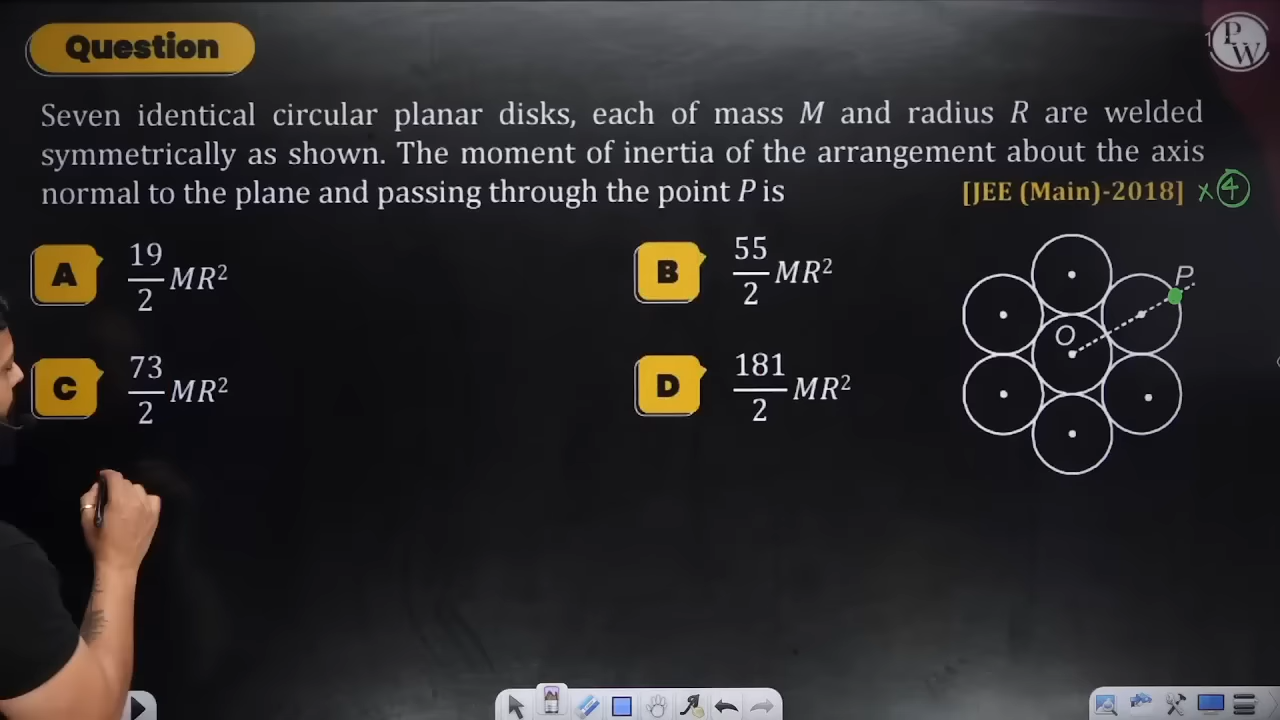 Question
PW
Seven identical circular planar disks, each of mass M and radius R are welded
symmetrically as shown. The moment of inertia of the arrangement about the axis
normal to the plane and passing through the point P is
[JEE (Main)-2018] × 4
A 19/2 MR²
B 55/2 MR²
C 73/2 MR²
D 181/2 MR²
P
O